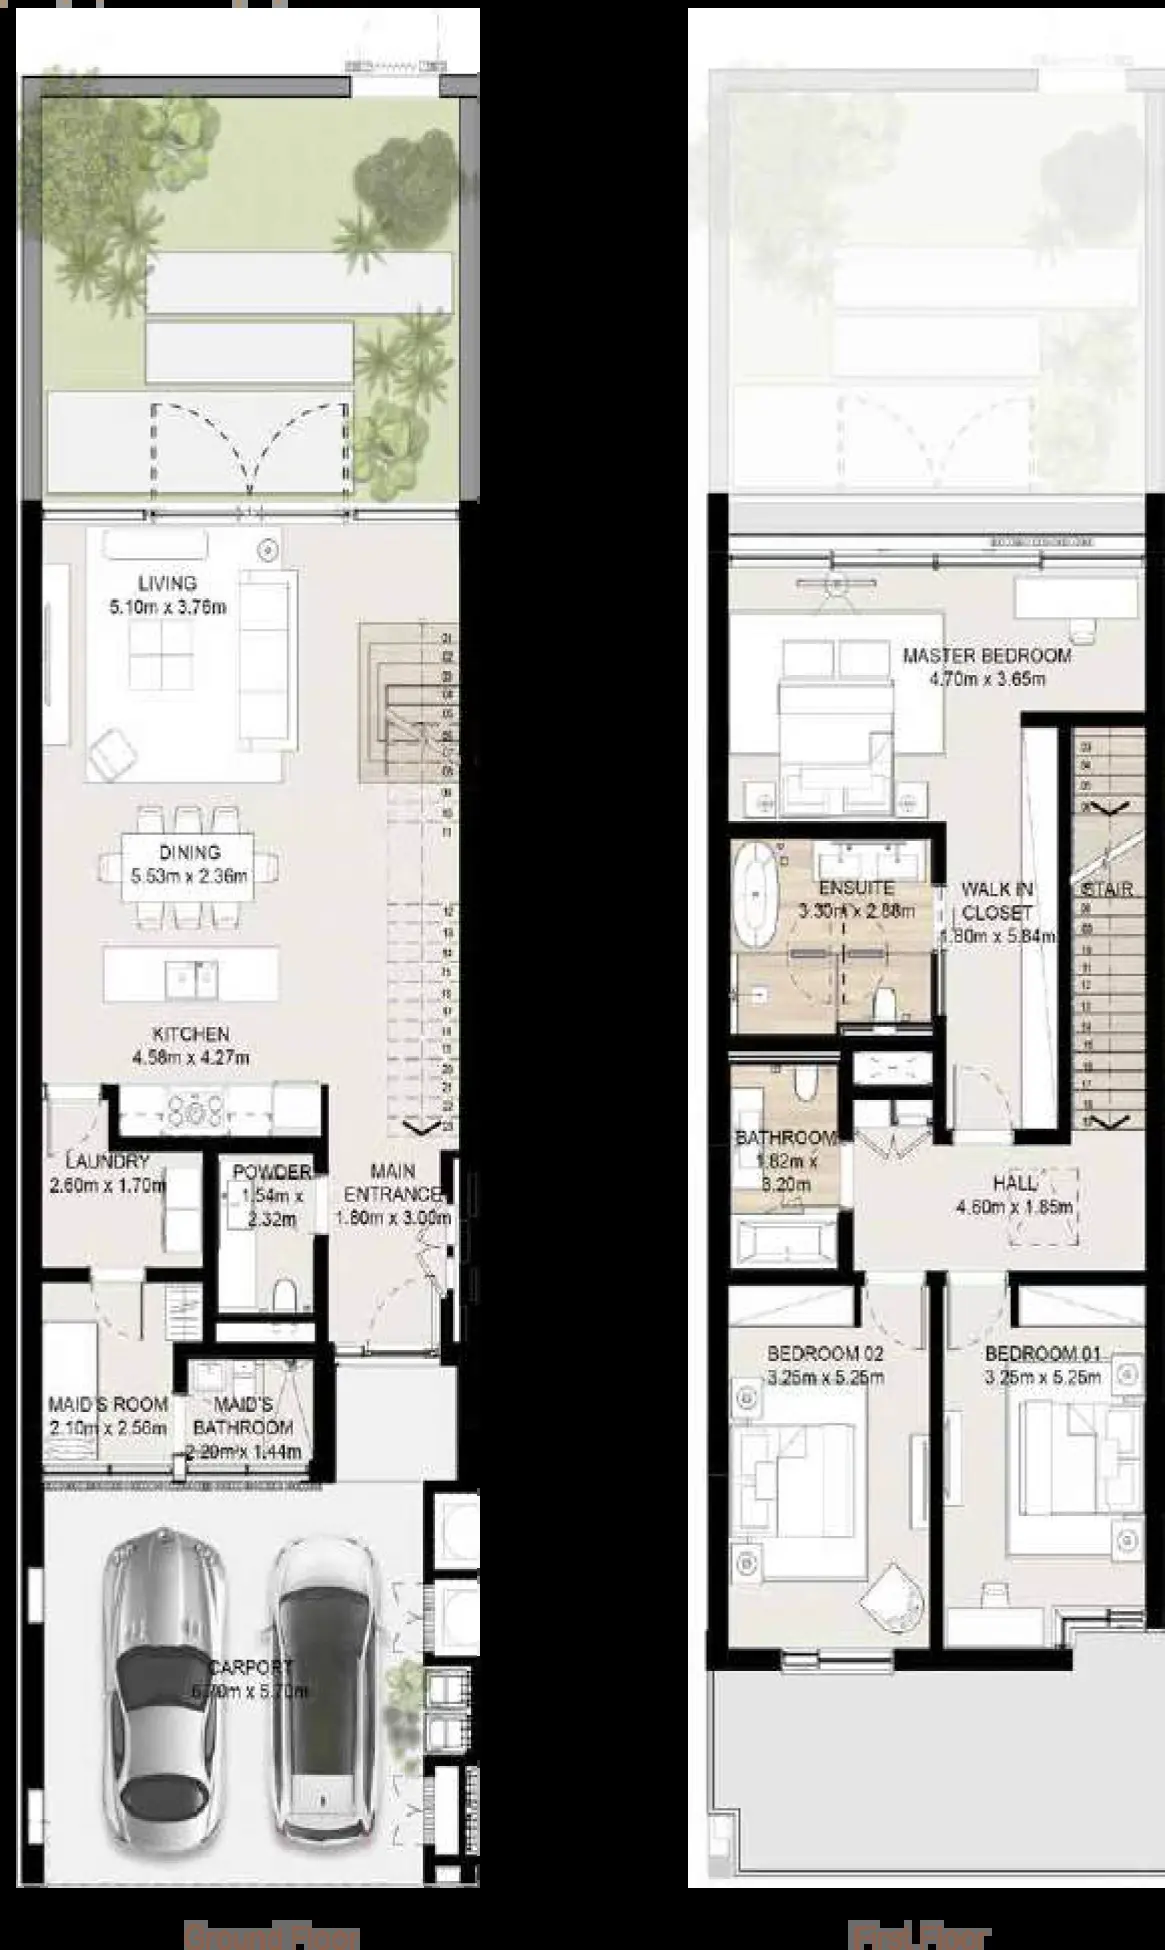 LIVING
5.10m x 3.76m
DINING
5.53m x 2.36m
KITCHEN
4.58m x 4.27m
LAUNDRY
2.60m x 1.70m
POWDER
1.54m x
2.32m
MAIN
ENTRANCE
1.80m x 3.00m
MAID'S ROOM
2.10m x 2.56m
MAID'S
BATHROOM
2.20m x 1.44m
CARPORT
5.70m
Ground Floor
MASTER BEDROOM
4.70m x 3.65m
ENSUITE
3.30m x 2.88m
WALK IN
CLOSET
1.80m x 5.84m
STAIR
BATHROOM
1.82m x
3.20m
HALL
4.60m x 1.85m
BEDROOM 02
3.25m x 5.25m
BEDROOM 01
3.25m x 5.25m
First Floor